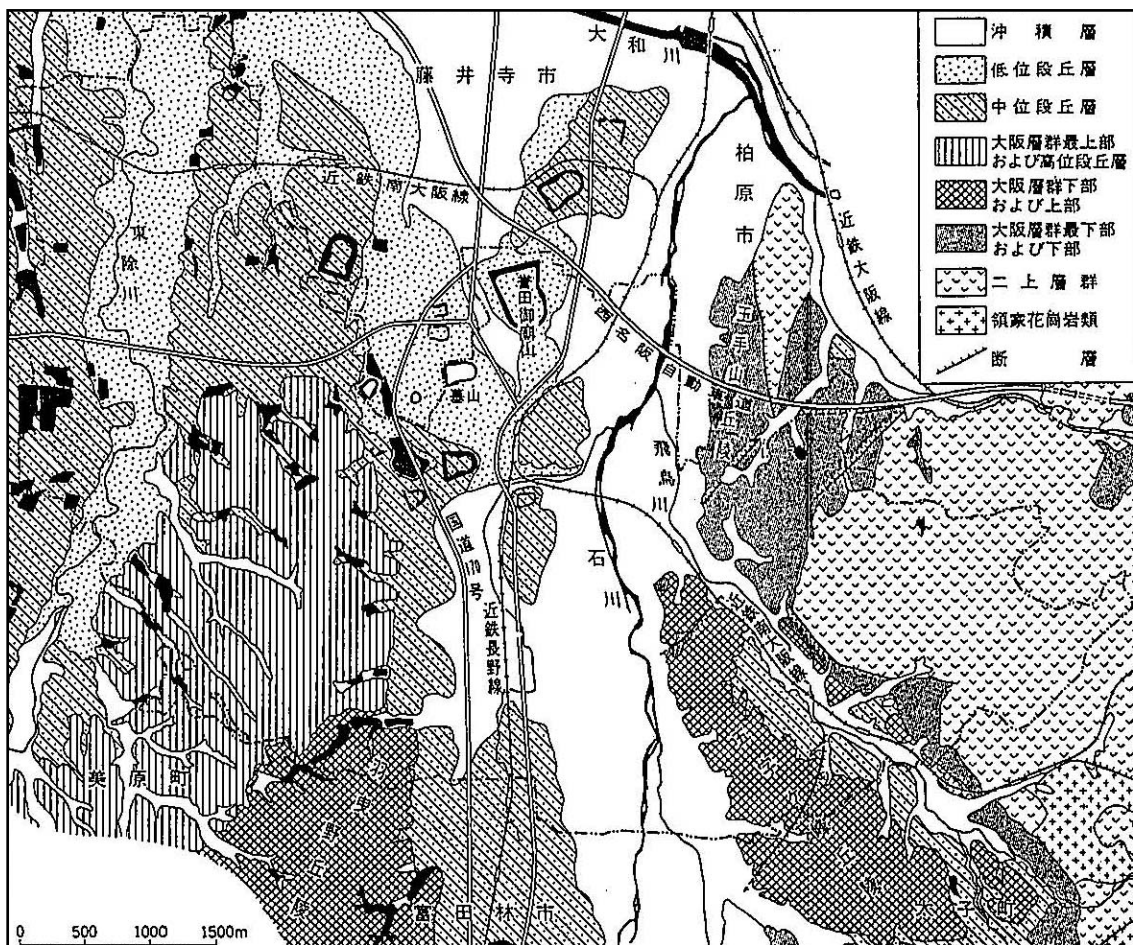 大和川
藤井寺市
柏原市
近鉄南大阪線
近鉄大阪線
東除川
誉田御廟山
西名阪自動車道
玉手山丘陵
墓山
飛鳥川
国道170号
近鉄長野線
石川
美原町
羽曳野丘陵
富田林市
太子町
沖積層
低位段丘層
中位段丘層
大阪層群最上部
および高位段丘層
大阪層群下部
および上部
大阪層群最下部
および下部
二上層群
領家花崗岩類
断層
0 500 1000 1500m